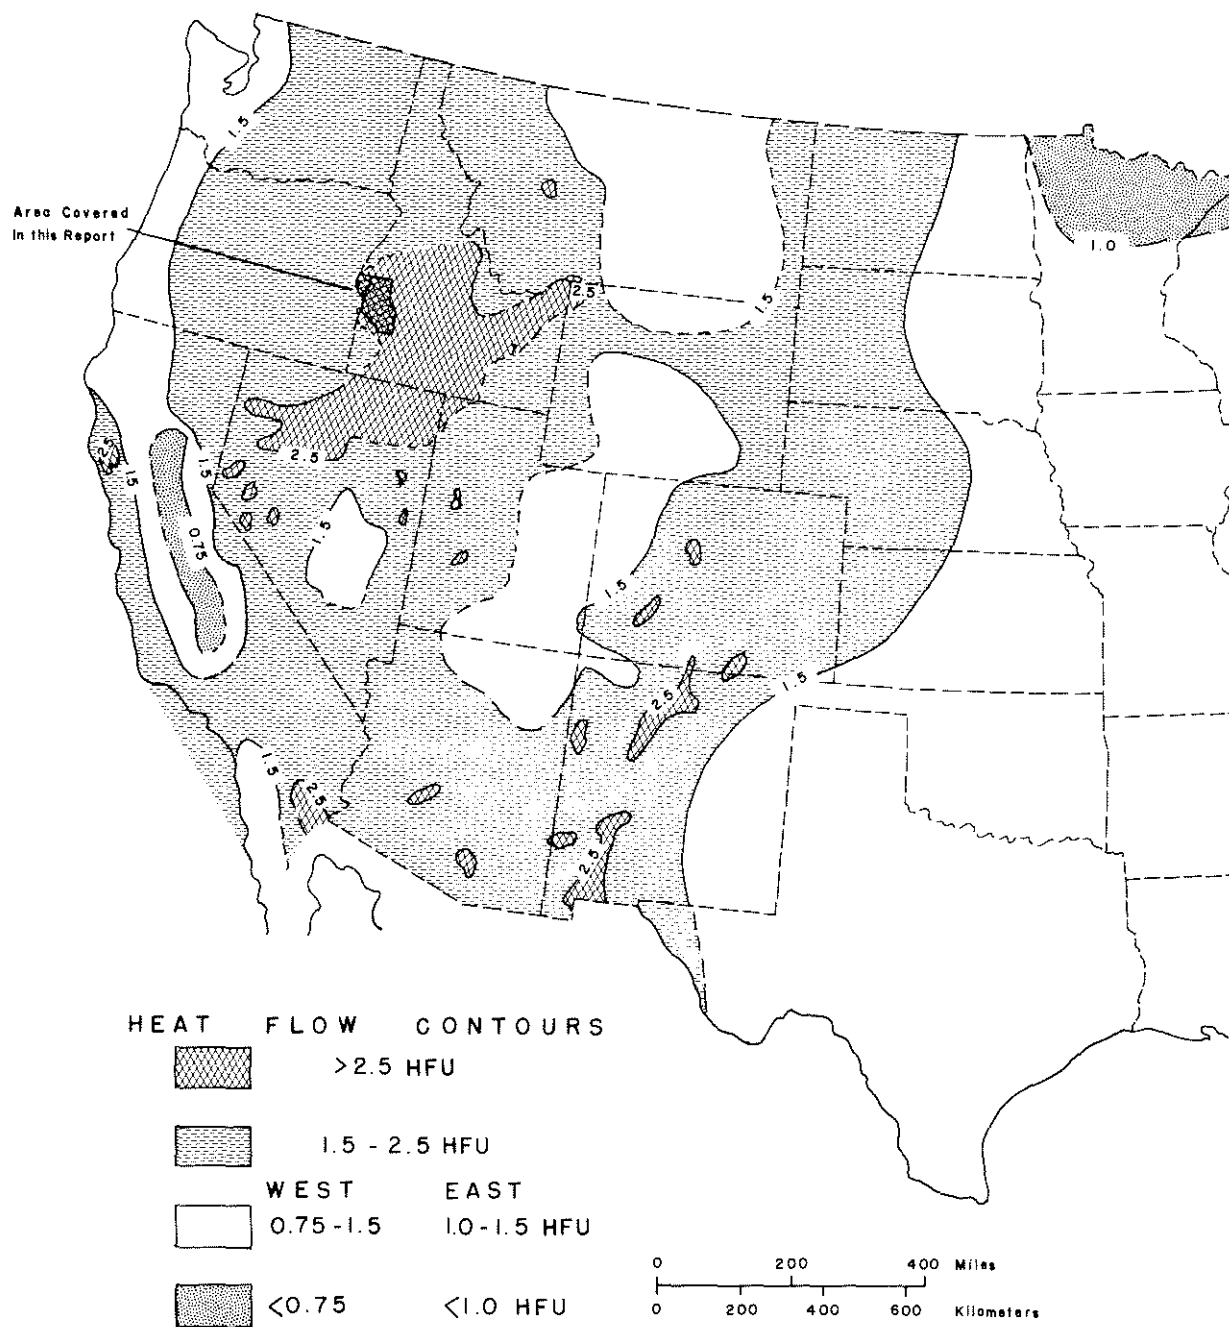 1.5
Area Covered
in this Report
1.0
2.5
2.5
1.5
2.5
2.5
1.5
1.5
0.75
1.5
1.5
1.5
2.5
1.5
2.5
2.5
HEAT FLOW CONTOURS
>2.5 HFU
1.5 - 2.5 HFU
WEST EAST
0.75-1.5 1.0-1.5 HFU
<0.75 <1.0 HFU
0 200 400 Miles
0 200 400 600 Kilometers